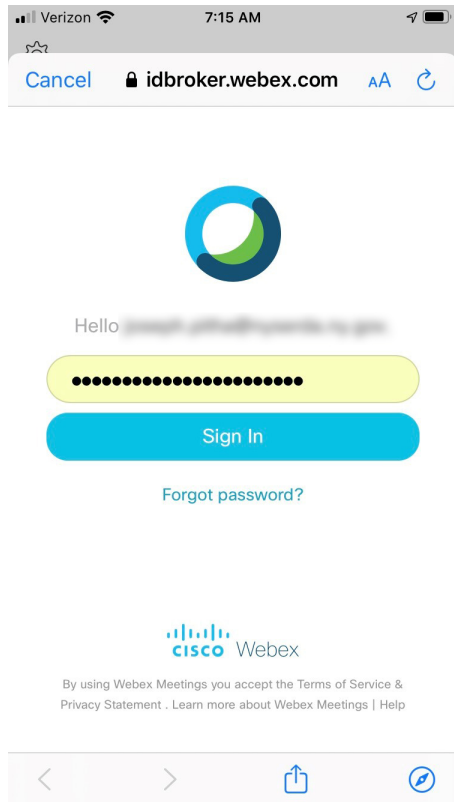 Verizon 7:15 AM
Cancel idbroker.webex.com AA
Hello
•••••••••••••••••••••••
Sign In
Forgot password?
CISCO Webex
By using Webex Meetings you accept the Terms of Service &
Privacy Statement . Learn more about Webex Meetings | Help